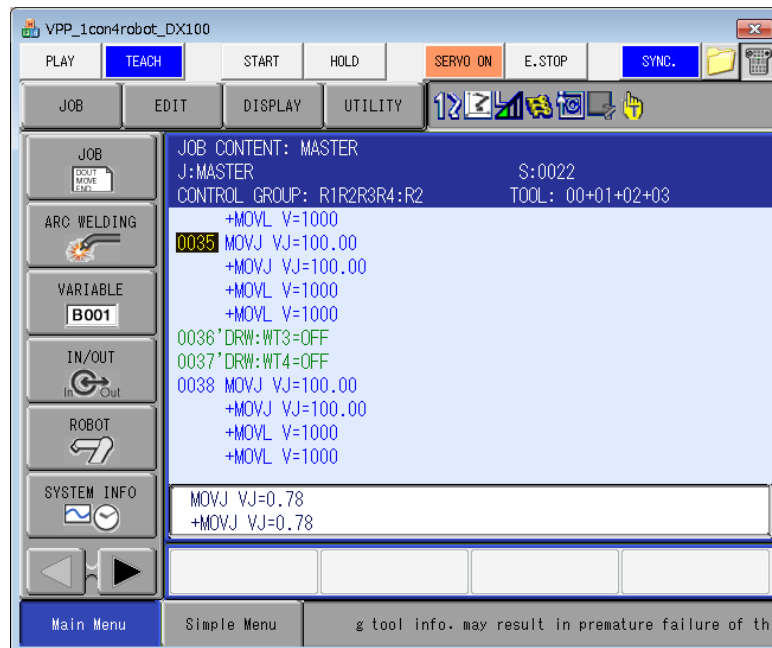 VPP_1con4robot_DX100
PLAY TEACH START HOLD SERVO ON E.STOP SYNC.
JOB EDIT DISPLAY UTILITY
JOB
DOUT
MOVE
END
ARC WELDING
VARIABLE
B001
IN/OUT
In Out
ROBOT
SYSTEM INFO
JOB CONTENT: MASTER
J:MASTER S:0022
CONTROL GROUP: R1R2R3R4:R2 TOOL: 00+01+02+03
+MOVL V=1000
0035 MOVJ VJ=100.00
+MOVJ VJ=100.00
+MOVL V=1000
+MOVL V=1000
0036'DRW:WT3=OFF
0037'DRW:WT4=OFF
0038 MOVJ VJ=100.00
+MOVJ VJ=100.00
+MOVL V=1000
+MOVL V=1000
MOVJ VJ=0.78
+MOVJ VJ=0.78
Main Menu Simple Menu g tool info. may result in premature failure of th